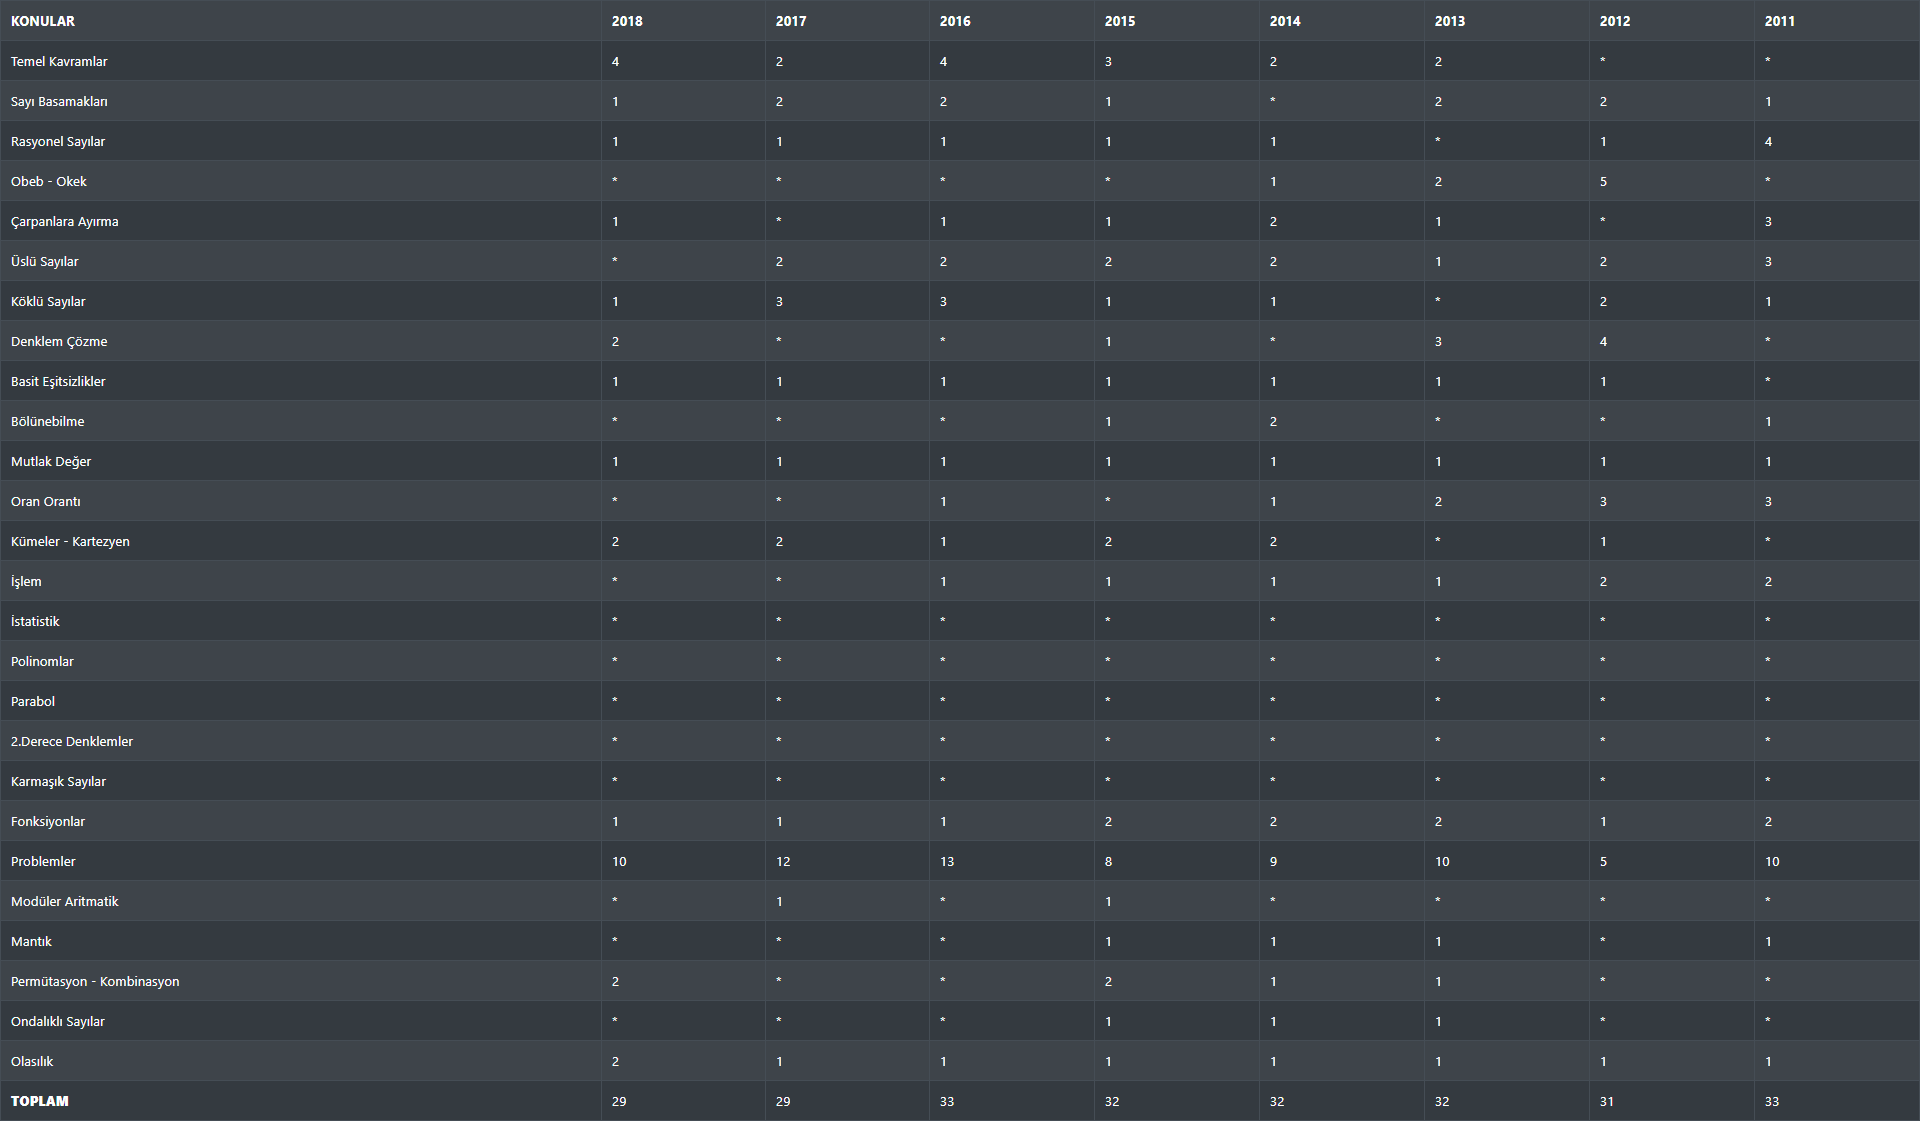 KONULAR 2018 2017 2016 2015 2014 2013 2012 2011
Temel Kavramlar 4 2 4 3 2 2 * *
Sayı Basamakları 1 2 2 1 * 2 2 1
Rasyonel Sayılar 1 1 1 1 1 * 1 4
Obeb - Okek * * * * 1 2 5 *
Çarpanlara Ayırma 1 * 1 1 2 1 * 3
Üslü Sayılar * 2 2 2 2 1 2 3
Köklü Sayılar 1 3 3 1 1 * 2 1
Denklem Çözme 2 * * 1 * 3 4 *
Basit Eşitsizlikler 1 1 1 1 1 1 1 *
Bölünebilme * * * 1 2 * * 1
Mutlak Değer 1 1 1 1 1 1 1 1
Oran Orantı * * 1 * 1 2 3 3
Kümeler - Kartezyen 2 2 1 2 2 * 1 *
İşlem * * 1 1 1 1 2 2
İstatistik * * * * * * * *
Polinomlar * * * * * * * *
Parabol * * * * * * * *
2.Derece Denklemler * * * * * * * *
Karmaşık Sayılar * * * * * * * *
Fonksiyonlar 1 1 1 2 2 2 1 2
Problemler 10 12 13 8 9 10 5 10
Modüler Aritmatik * 1 * 1 * * * *
Mantık * * * 1 1 1 * 1
Permütasyon - Kombinasyon 2 * * 2 1 1 * *
Ondalıklı Sayılar * * * 1 1 1 * *
Olasılık 2 1 1 1 1 1 1 1
TOPLAM 29 29 33 32 32 32 31 33